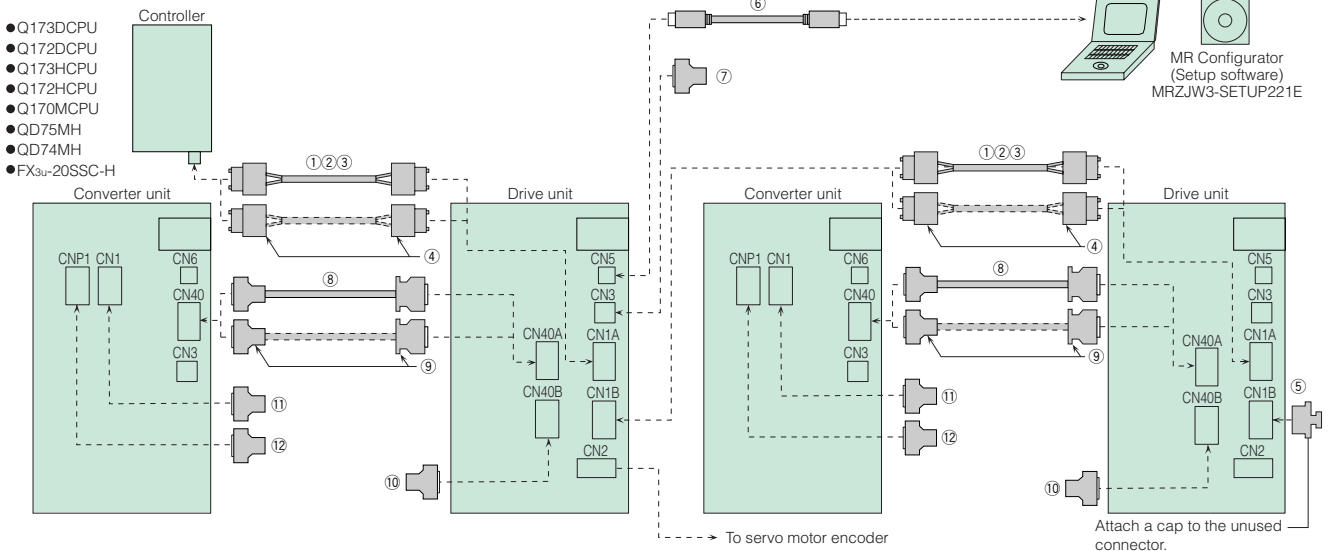 Controller
●Q173DCPU
●Q172DCPU
●Q173HCPU
●Q172HCPU
●Q170MCPU
●QD75MH
●QD74MH
●FX3u-20SSC-H
⑥
⑦
MR Configurator
(Setup software)
MRZJW3-SETUP221E
Converter unit
CNP1 CN1
CN6
CN40
CN3
①②③
④
⑧
⑨
⑪
⑫
⑩
Drive unit
CN5
CN3
CN40A CN1A
CN40B CN1B
CN2
To servo motor encoder
Converter unit
CNP1 CN1
CN6
CN40
CN3
①②③
④
⑧
⑨
⑪
⑫
⑩
Drive unit
CN5
CN3
CN40A CN1A
CN40B CN1B
CN2
⑤
Attach a cap to the unused
connector.